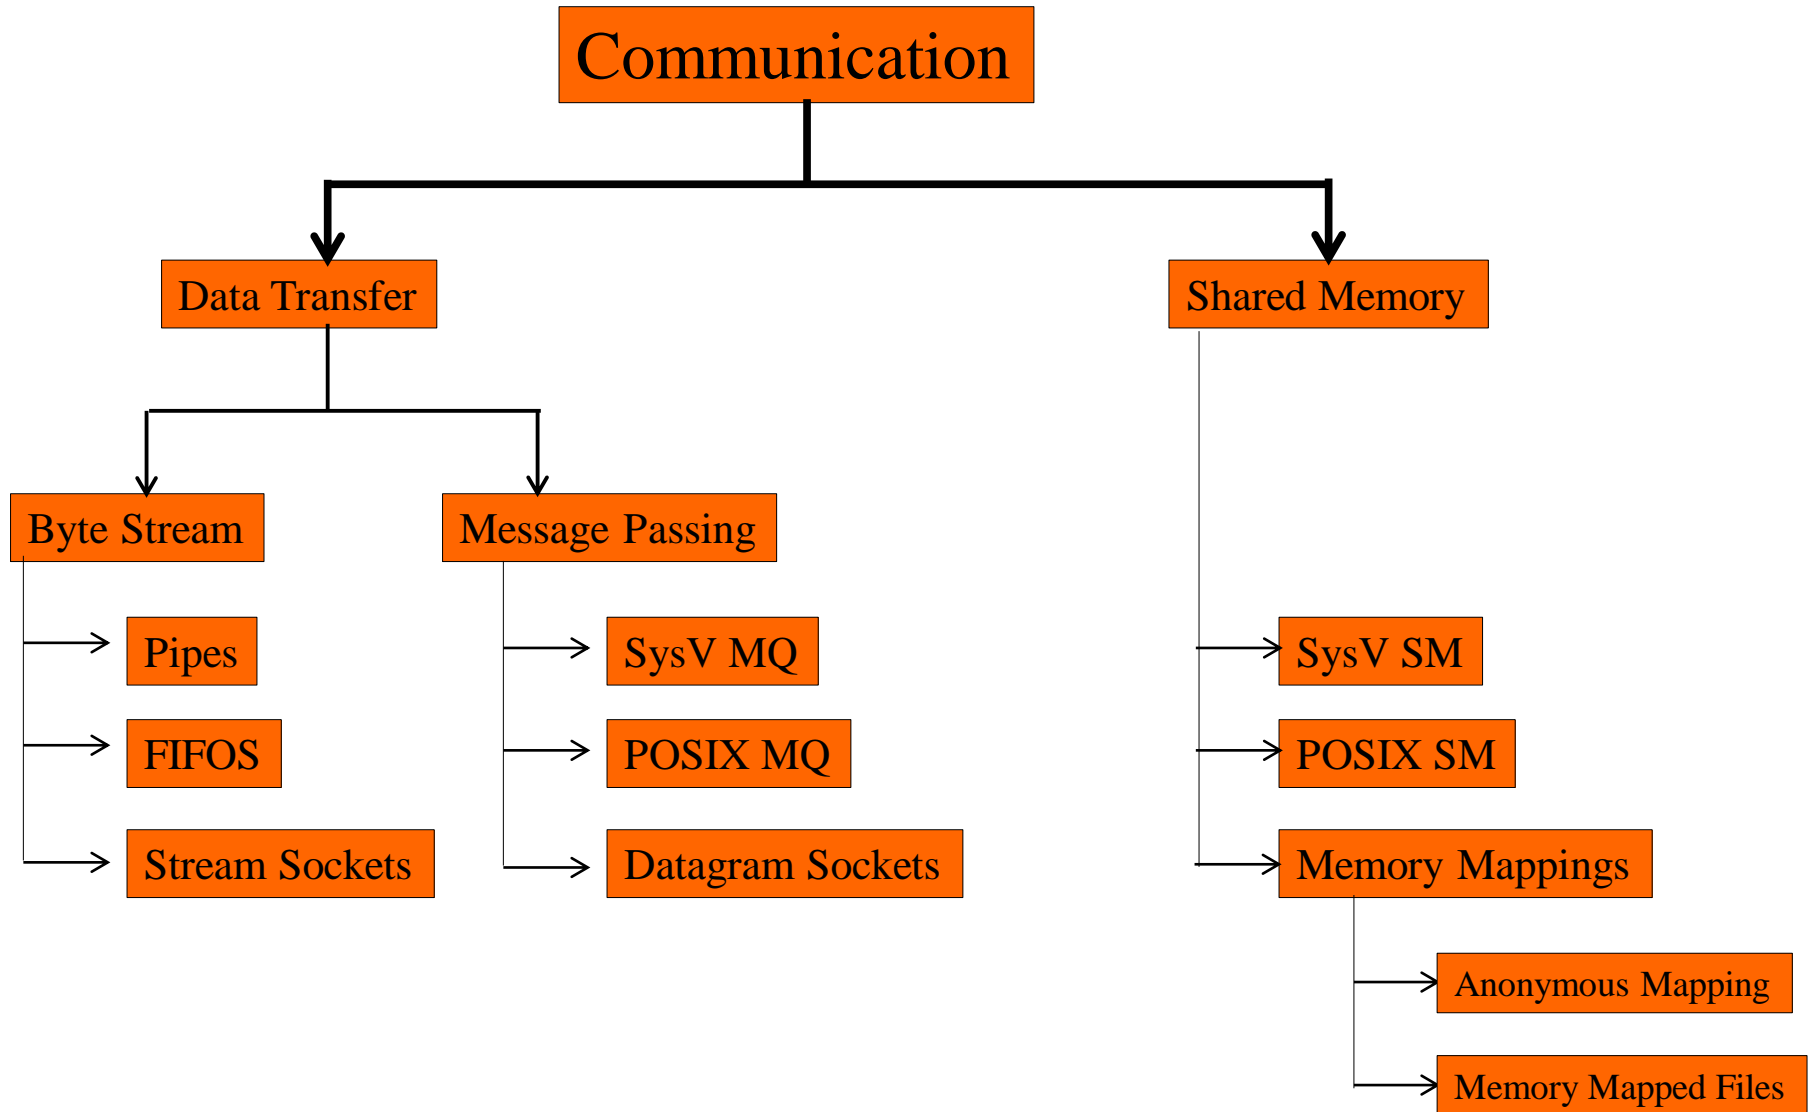 Communication
Data Transfer
Shared Memory
Byte Stream
Message Passing
Pipes
SysV MQ
SysV SM
FIFOS
POSIX MQ
POSIX SM
Stream Sockets
Datagram Sockets
Memory Mappings
Anonymous Mapping
Memory Mapped Files